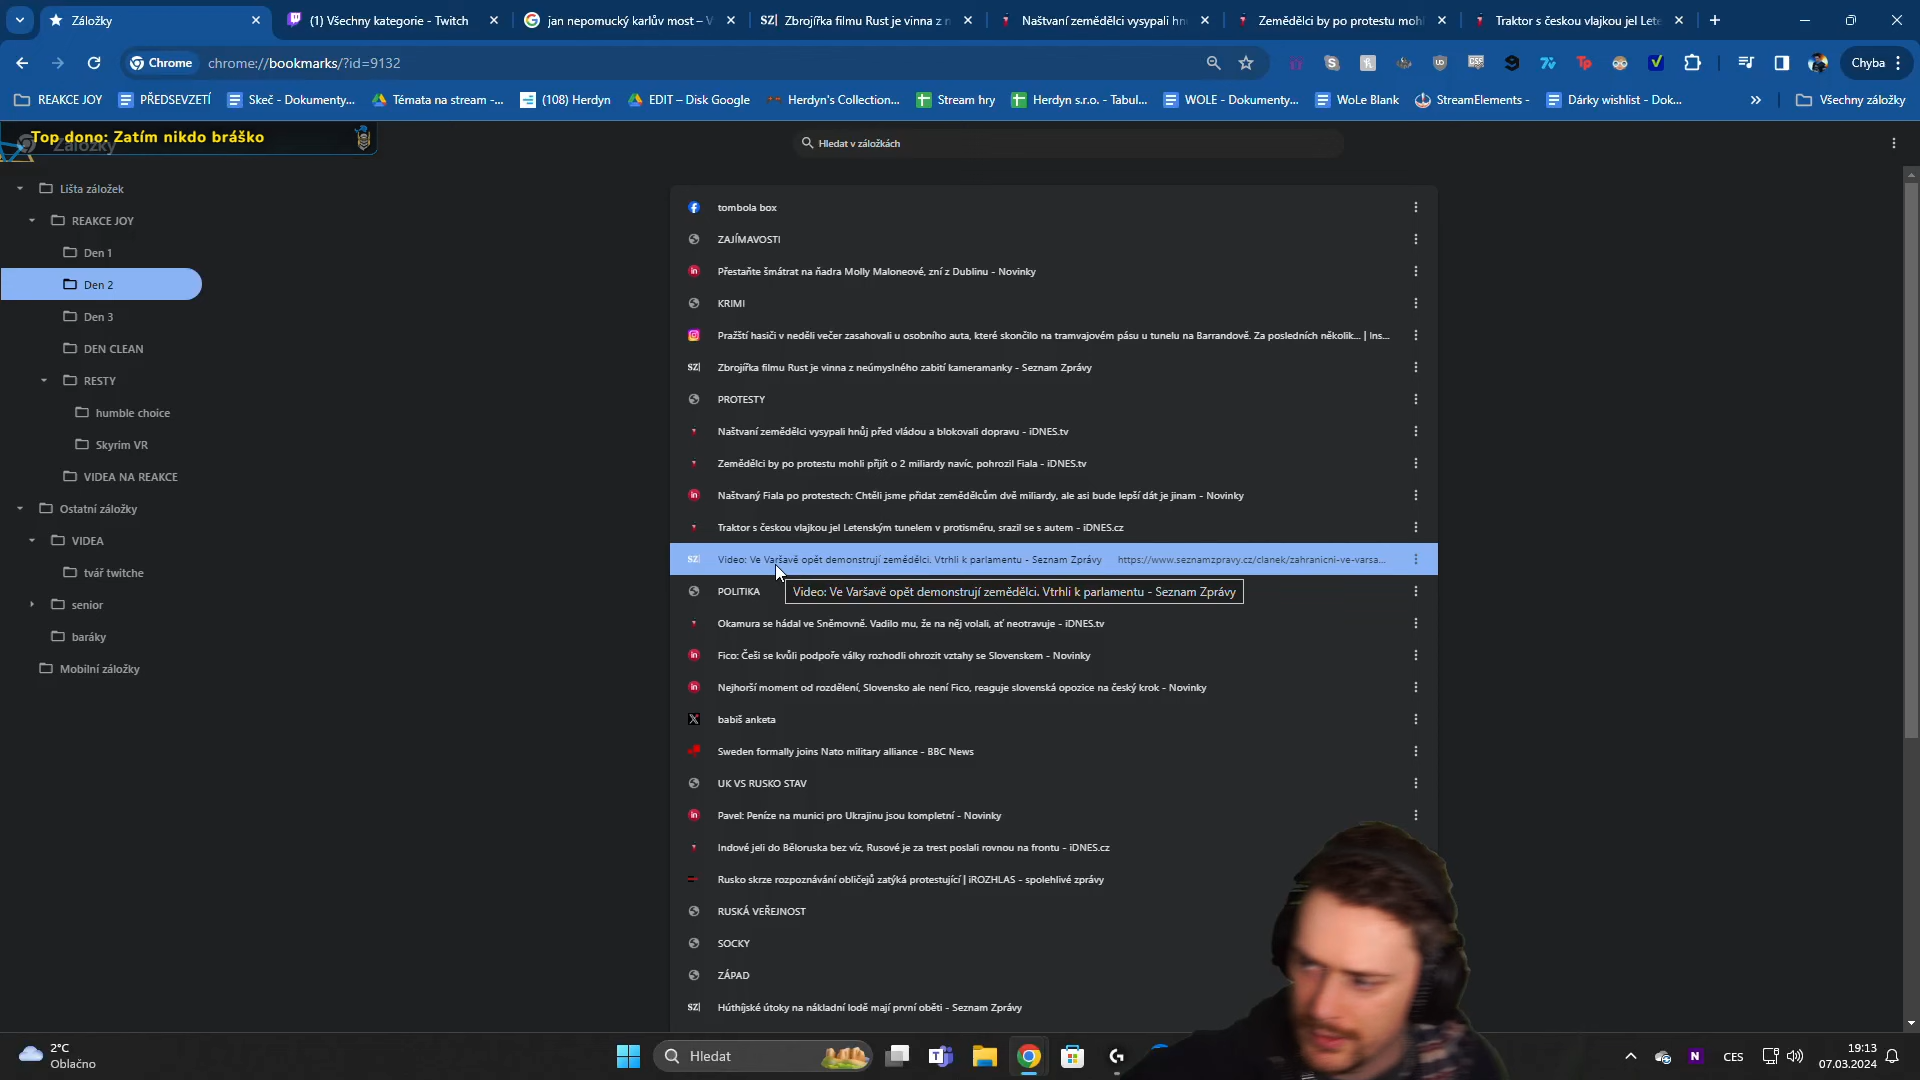 Záložky
(1) Všechny kategorie - Twitch
jan nepomucký karlův most – V
SZ| Zbrojířka filmu Rust je vinna z n
Naštvaní zemědělci vysypali hn
Zemědělci by po protestu moh
Traktor s českou vlajkou jel Lete
Chrome
chrome://bookmarks/?id=9132
Chyba
REAKCE JOY
PŘEDSEVZETÍ
Skeč - Dokumenty...
Témata na stream -...
(108) Herdyn
EDIT – Disk Google
Herdyn's Collection...
Stream hry
Herdyn s.r.o. - Tabul...
WOLE - Dokumenty...
WoLe Blank
StreamElements -
Dárky wishlist - Dok...
Všechny záložky
Top dono: Zatím nikdo bráško
Záložky
Hledat v záložkách
Lišta záložek
REAKCE JOY
Den 1
Den 2
Den 3
DEN CLEAN
RESTY
humble choice
Skyrim VR
VIDEA NA REAKCE
Ostatní záložky
VIDEA
tvář twitche
senior
baráky
Mobilní záložky
tombola box
ZAJÍMAVOSTI
Přestaňte šmátrat na ňadra Molly Maloneové, zní z Dublinu - Novinky
KRIMI
Pražští hasiči v neděli večer zasahovali u osobního auta, které skončilo na tramvajovém pásu u tunelu na Barrandově. Za posledních několik... | Ins...
SZ| Zbrojířka filmu Rust je vinna z neúmyslného zabití kameramanky - Seznam Zprávy
PROTESTY
Naštvaní zemědělci vysypali hnůj před vládou a blokovali dopravu - iDNES.tv
Zemědělci by po protestu mohli přijít o 2 miliardy navíc, pohrozil Fiala - iDNES.tv
Naštvaný Fiala po protestech: Chtěli jsme přidat zemědělcům dvě miliardy, ale asi bude lepší dát je jinam - Novinky
Traktor s českou vlajkou jel Letenským tunelem v protisměru, srazil se s autem - iDNES.cz
SZ| Video: Ve Varšavě opět demonstrují zemědělci. Vtrhli k parlamentu - Seznam Zprávy https://www.seznamzpravy.cz/clanek/zahranicni-ve-varsa...
POLITIKA
Video: Ve Varšavě opět demonstrují zemědělci. Vtrhli k parlamentu - Seznam Zprávy
Okamura se hádal ve Sněmovně. Vadilo mu, že na něj volali, ať neotravuje - iDNES.tv
Fico: Češi se kvůli podpoře války rozhodli ohrozit vztahy se Slovenskem - Novinky
Nejhorší moment od rozdělení, Slovensko ale není Fico, reaguje slovenská opozice na český krok - Novinky
babiš anketa
Sweden formally joins Nato military alliance - BBC News
UK VS RUSKO STAV
Pavel: Peníze na munici pro Ukrajinu jsou kompletní - Novinky
Indové jeli do Běloruska bez víz, Rusové je za trest poslali rovnou na frontu - iDNES.cz
Rusko skrze rozpoznávání obličejů zatýká protestující | iROZHLAS - spolehlivé zprávy
RUSKÁ VEŘEJNOST
SOCKY
ZÁPAD
SZ| Húthíjské útoky na nákladní lodě mají první oběti - Seznam Zprávy
2°C
Oblačno
Hledat
CES
19:13
07.03.2024